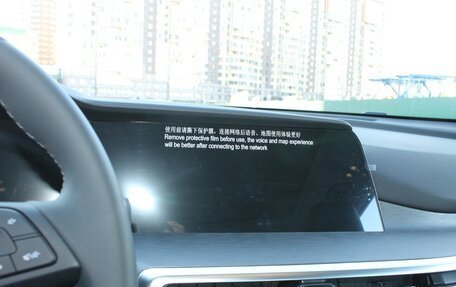 使用前请撕下保护膜，连接网络后语音、地图使用体验更好
Remove protective film before use, the voice and map experience
will be better after connecting to the network